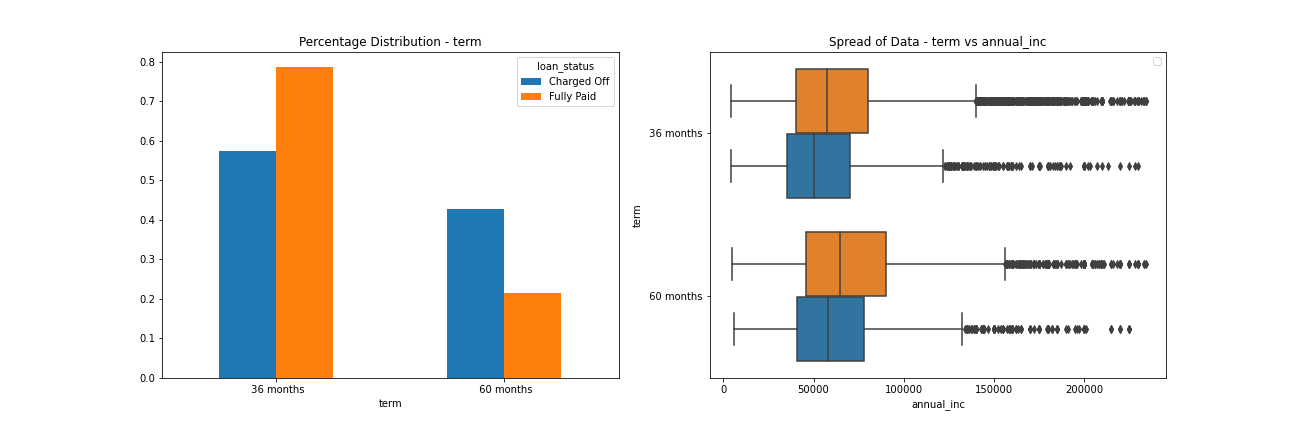 Percentage Distribution - term
loan_status
Charged Off
Fully Paid
0.8
0.7
0.6
0.5
0.4
0.3
0.2
0.1
0.0
36 months
60 months
term
Spread of Data - term vs annual_inc
term
36 months
60 months
0
50000
100000
150000
200000
annual_inc